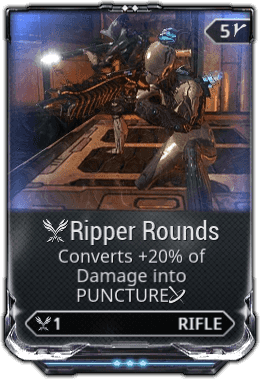 5
Ripper Rounds
Converts +20% of
Damage into
PUNCTURE
1 RIFLE